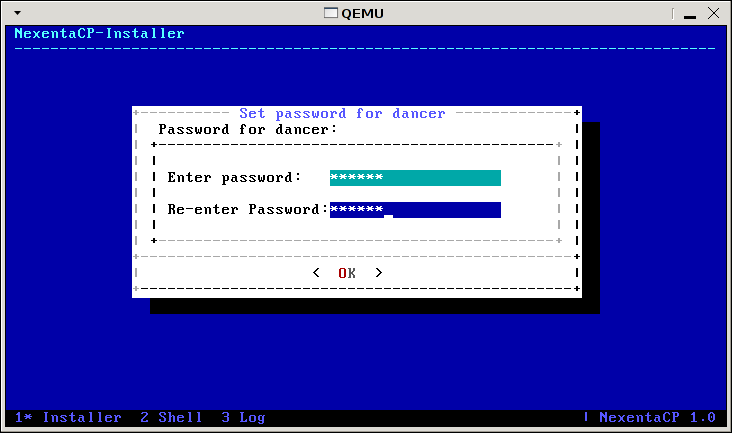 QEMU
NexentaCP-Installer
Set password for dancer
Password for dancer:
Enter password: ******
Re-enter Password:******_
< OK >
1* Installer 2 Shell 3 Log | NexentaCP 1.0